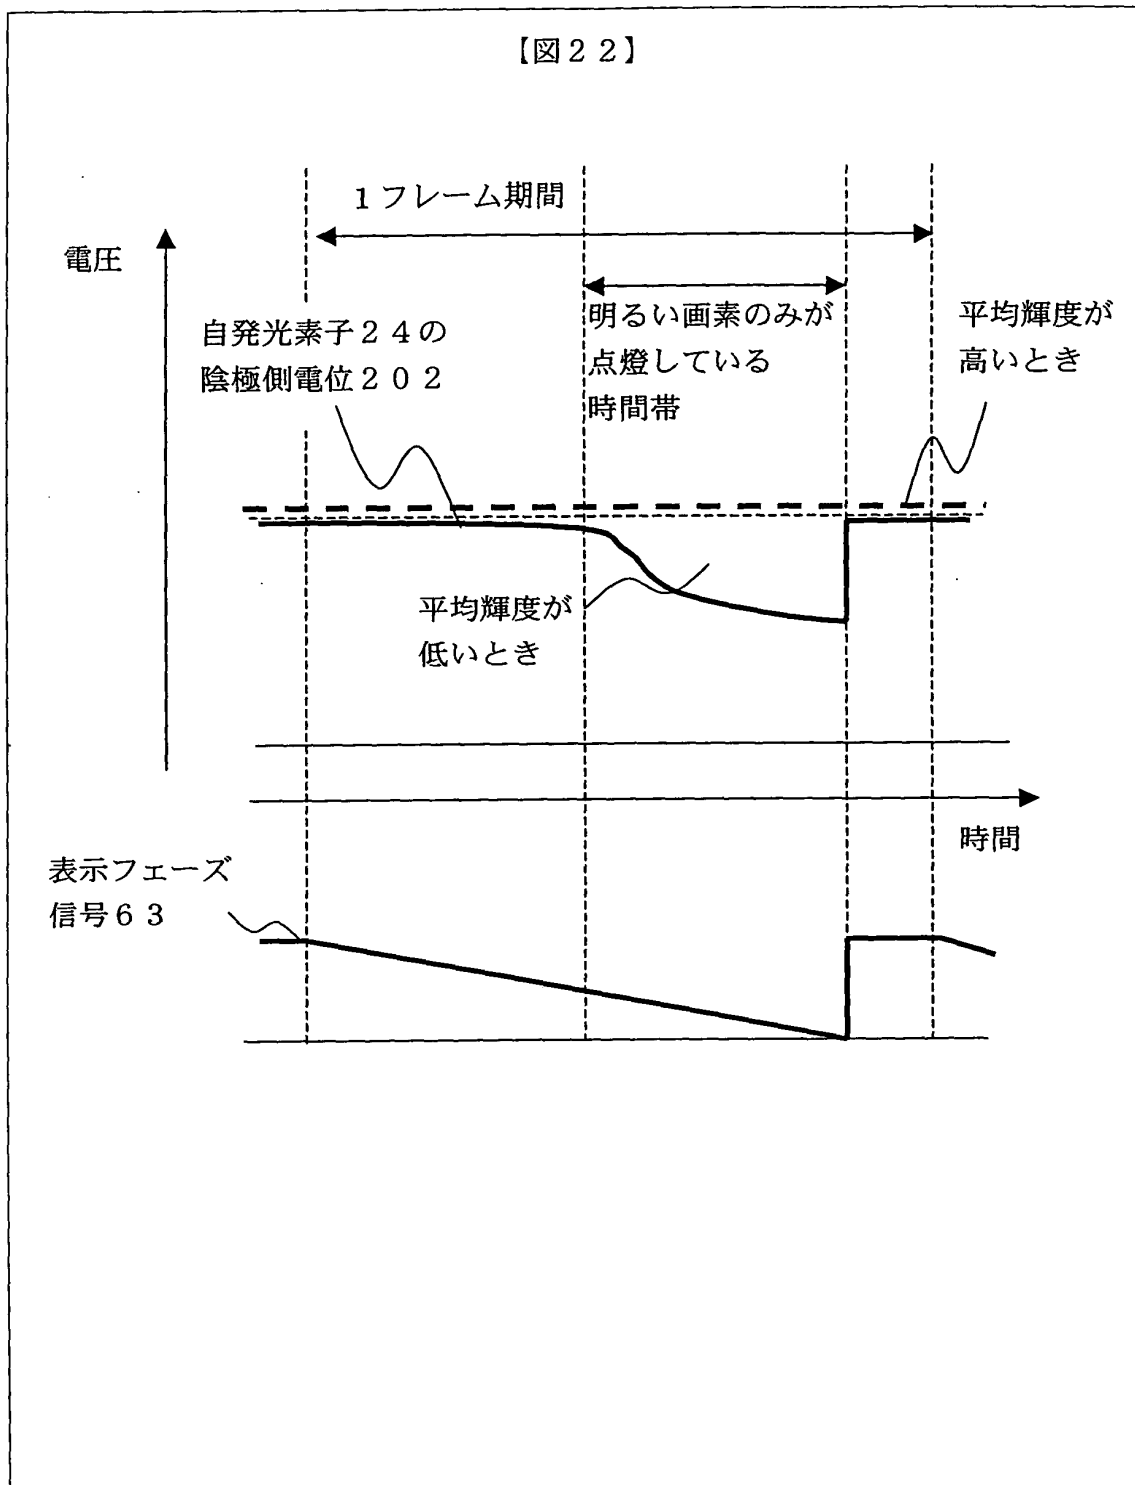 【図２２】
１フレーム期間
電圧
自発光素子２４の
陰極側電位２０２
明るい画素のみが
点燈している
時間帯
平均輝度が
高いとき
平均輝度が
低いとき
時間
表示フェーズ
信号６３